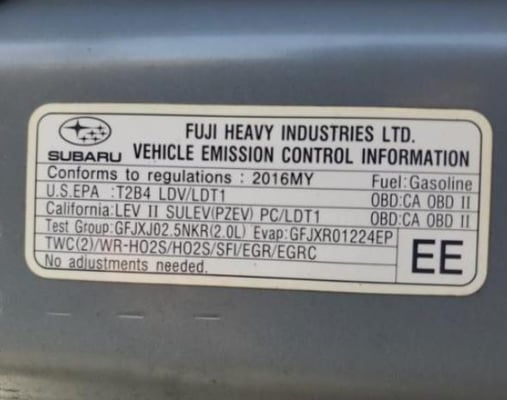 FUJI HEAVY INDUSTRIES LTD.
SUBARU VEHICLE EMISSION CONTROL INFORMATION
Conforms to regulations : 2016MY Fuel:Gasoline
U.S.EPA :T2B4 LDV/LDT1 OBD:CA OBD II
California:LEV II SULEV(PZEV) PC/LDT1 OBD:CA OBD II
Test Group:GFJXJ02.5NKR(2.0L) Evap:GFJXR01224EP
TWC(2)/WR-HO2S/HO2S/SFI/EGR/EGRC
No adjustments needed.
EE